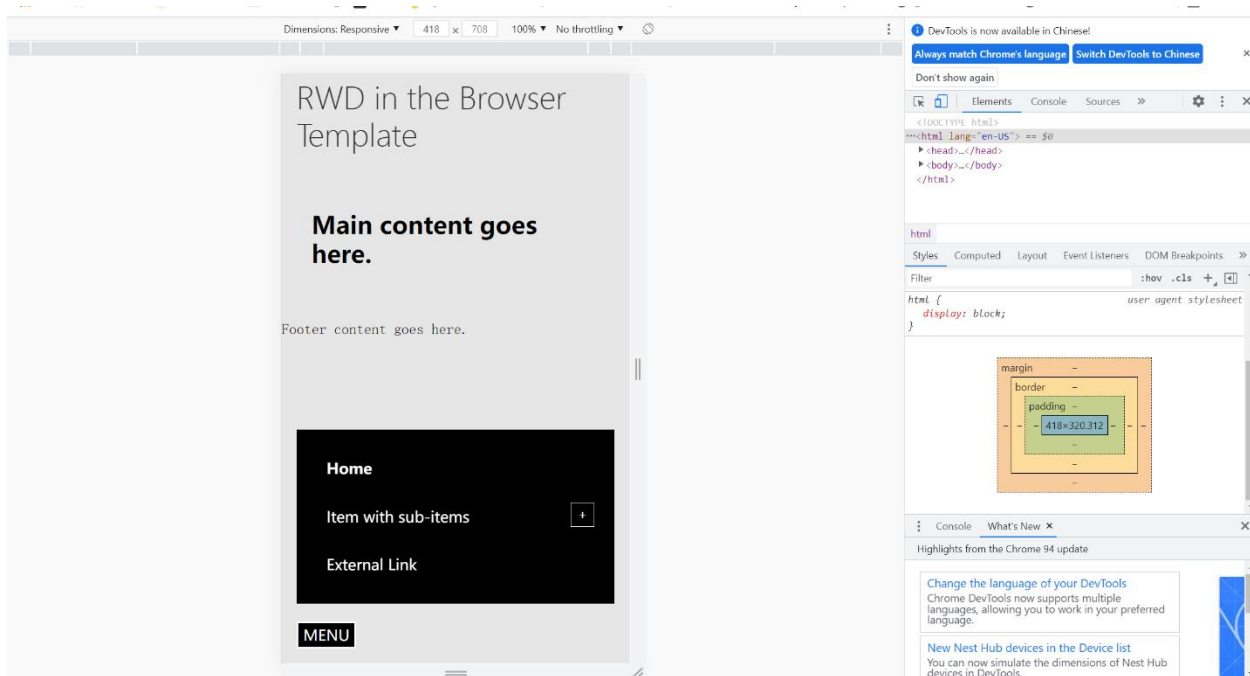 Dimensions: Responsive ▼ 418 x 708 100% ▼ No throttling ▼
RWD in the Browser
Template
Main content goes
here.
Footer content goes here.
Home
Item with sub-items +
External Link
MENU
DevTools is now available in Chinese!
Always match Chrome's language Switch DevTools to Chinese ×
Don't show again
Elements Console Sources »
<!DOCTYPE html>
…<html lang="en-US"> == $0
▶<head>…</head>
▶<body>…</body>
</html>
html
Styles Computed Layout Event Listeners DOM Breakpoints »
Filter :hov .cls +
html { user agent stylesheet
display: block;
}
margin -
border -
padding -
- - - 418×320.312 - - -
-
-
-
Console What's New ×
Highlights from the Chrome 94 update
Change the language of your DevTools
Chrome DevTools now supports multiple
languages, allowing you to work in your preferred
language.
New Nest Hub devices in the Device list
You can now simulate the dimensions of Nest Hub
devices in DevTools.